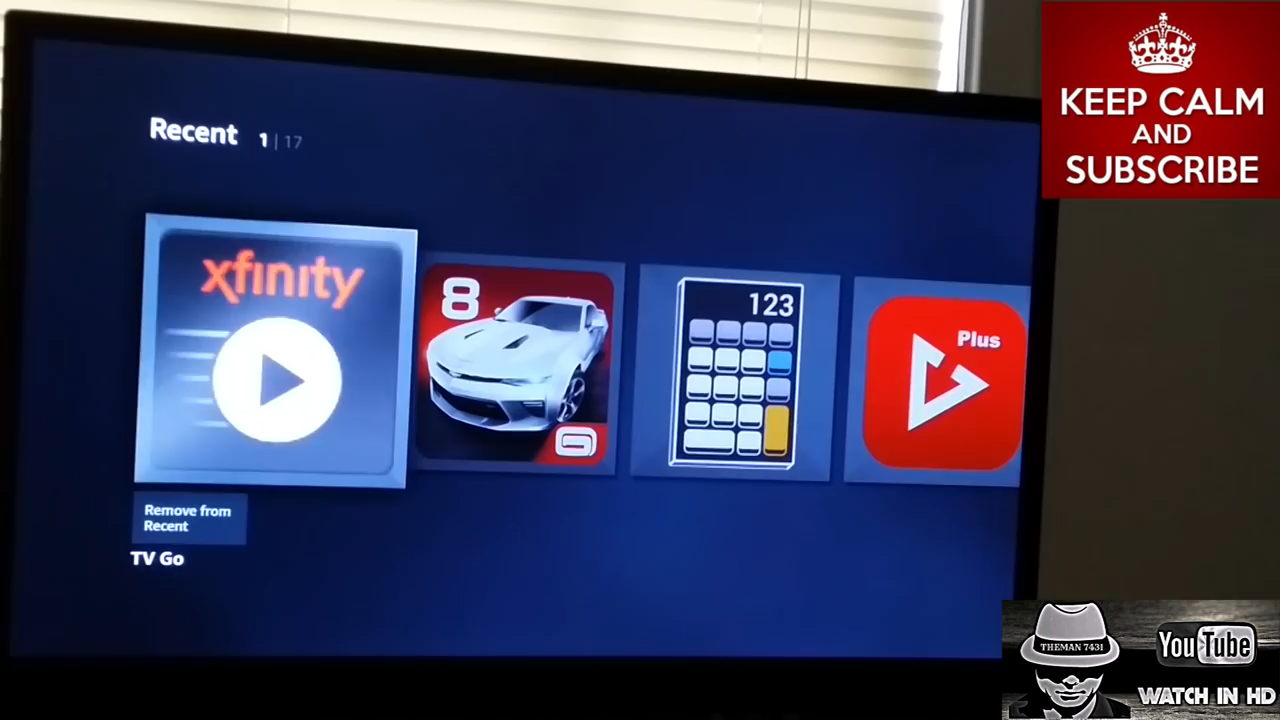 Recent 1 | 17
xfinity
8
123
Plus
Remove from
Recent
TV Go
KEEP CALM
AND
SUBSCRIBE
THEMAN 7431
YouTube
WATCH IN HD